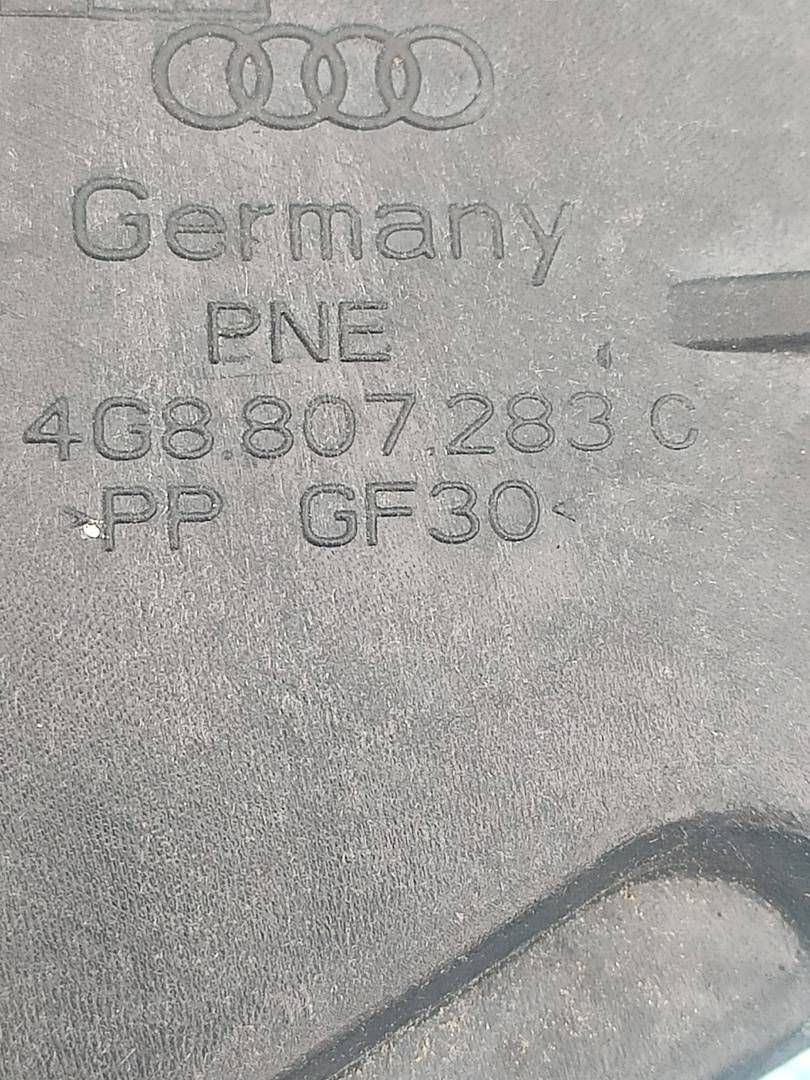 Germany
PNE
4G8.807.283 C
>PP GF30<